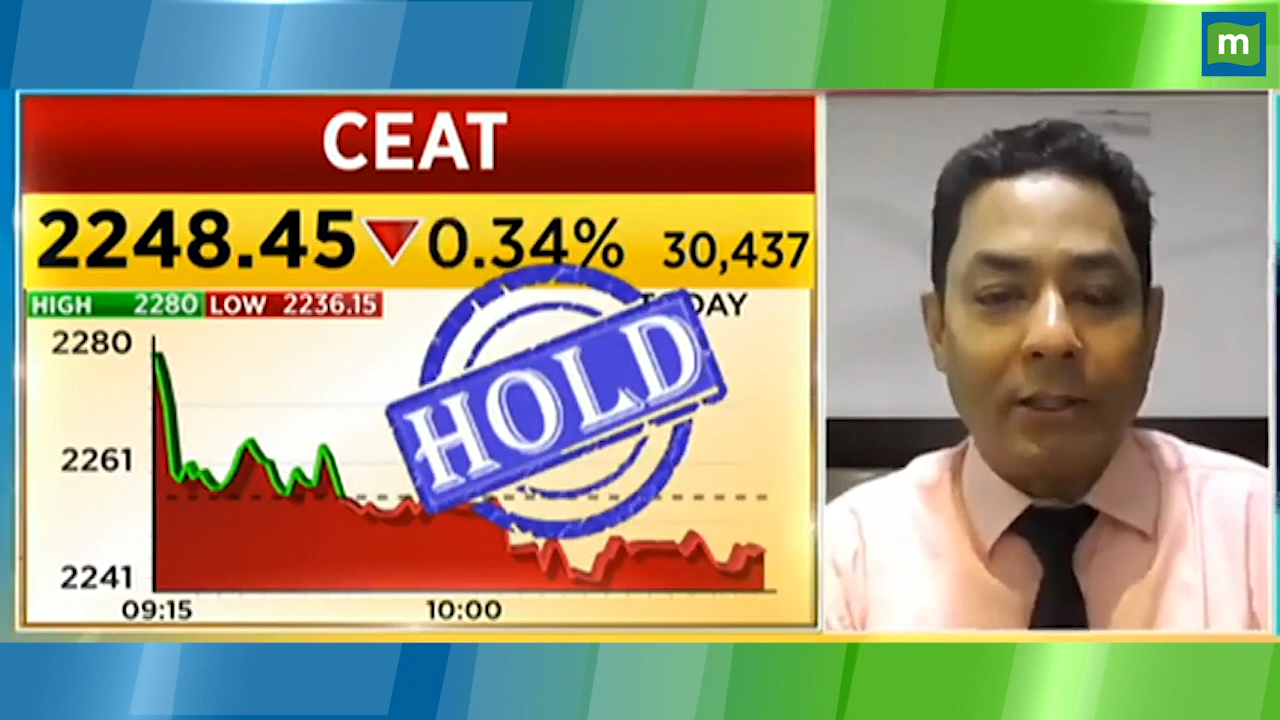 m
CEAT
2248.45 ▼ 0.34% 30,437
HIGH 2280 LOW 2236.15
TODAY
HOLD
2280
2261
2241
09:15 10:00